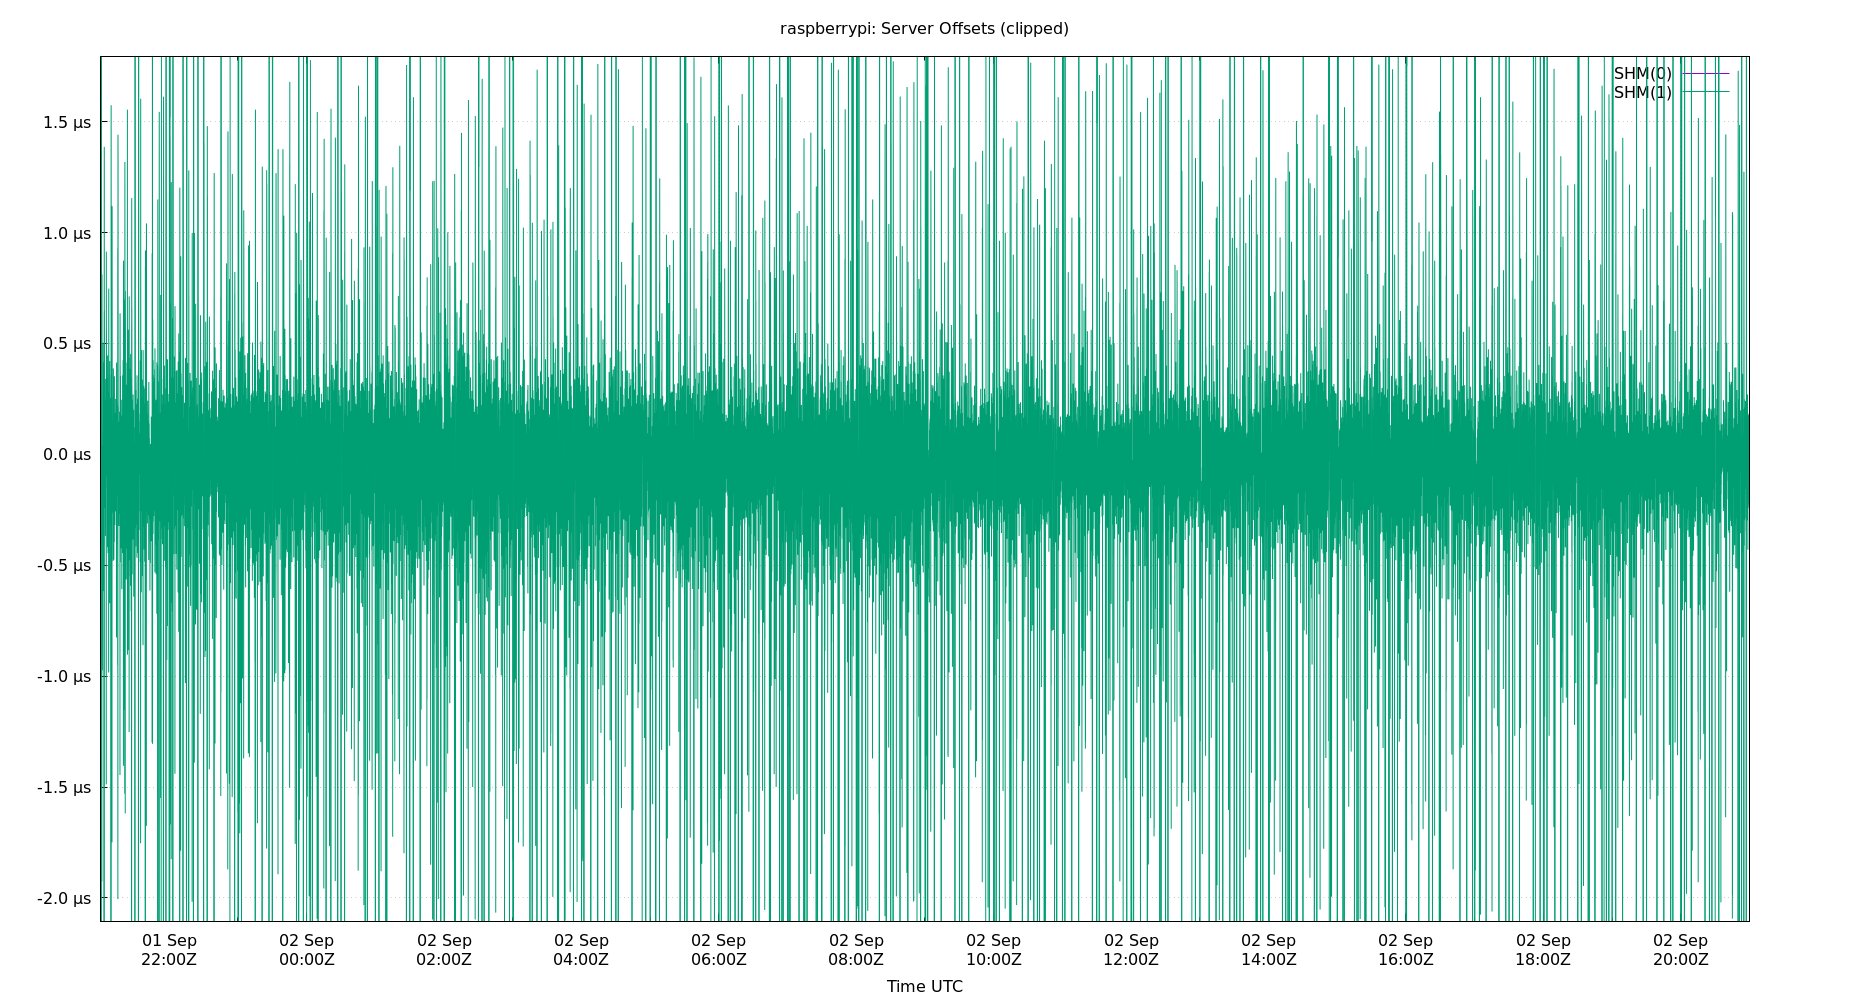 raspberrypi: Server Offsets (clipped)
SHM(0)
SHM(1)
1.5 µs
1.0 µs
0.5 µs
0.0 µs
-0.5 µs
-1.0 µs
-1.5 µs
-2.0 µs
01 Sep 02 Sep 02 Sep 02 Sep 02 Sep 02 Sep 02 Sep 02 Sep 02 Sep 02 Sep 02 Sep 02 Sep
22:00Z 00:00Z 02:00Z 04:00Z 06:00Z 08:00Z 10:00Z 12:00Z 14:00Z 16:00Z 18:00Z 20:00Z
Time UTC